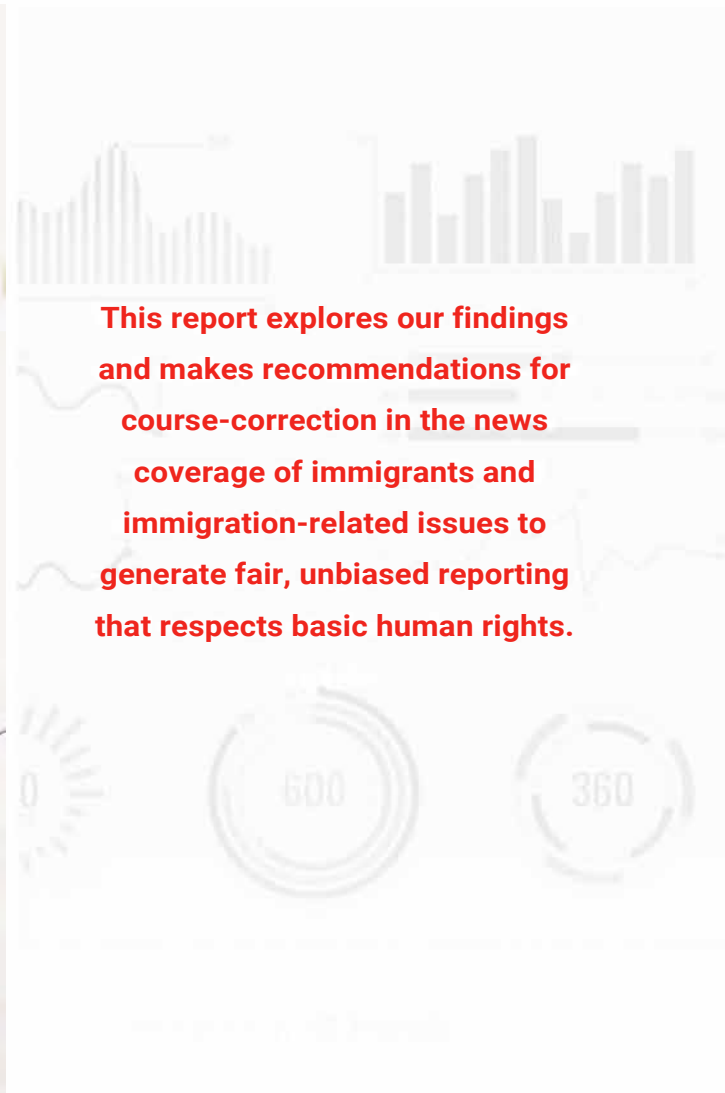 This report explores our findings
and makes recommendations for
course-correction in the news
coverage of immigrants and
immigration-related issues to
generate fair, unbiased reporting
that respects basic human rights.
0
600
360